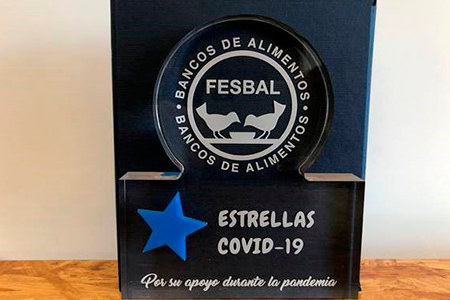 • BANCOS DE ALIMENTOS •
FESBAL
BANCOS DE ALIMENTOS
ESTRELLAS
COVID-19
Por su apoyo durante la pandemia